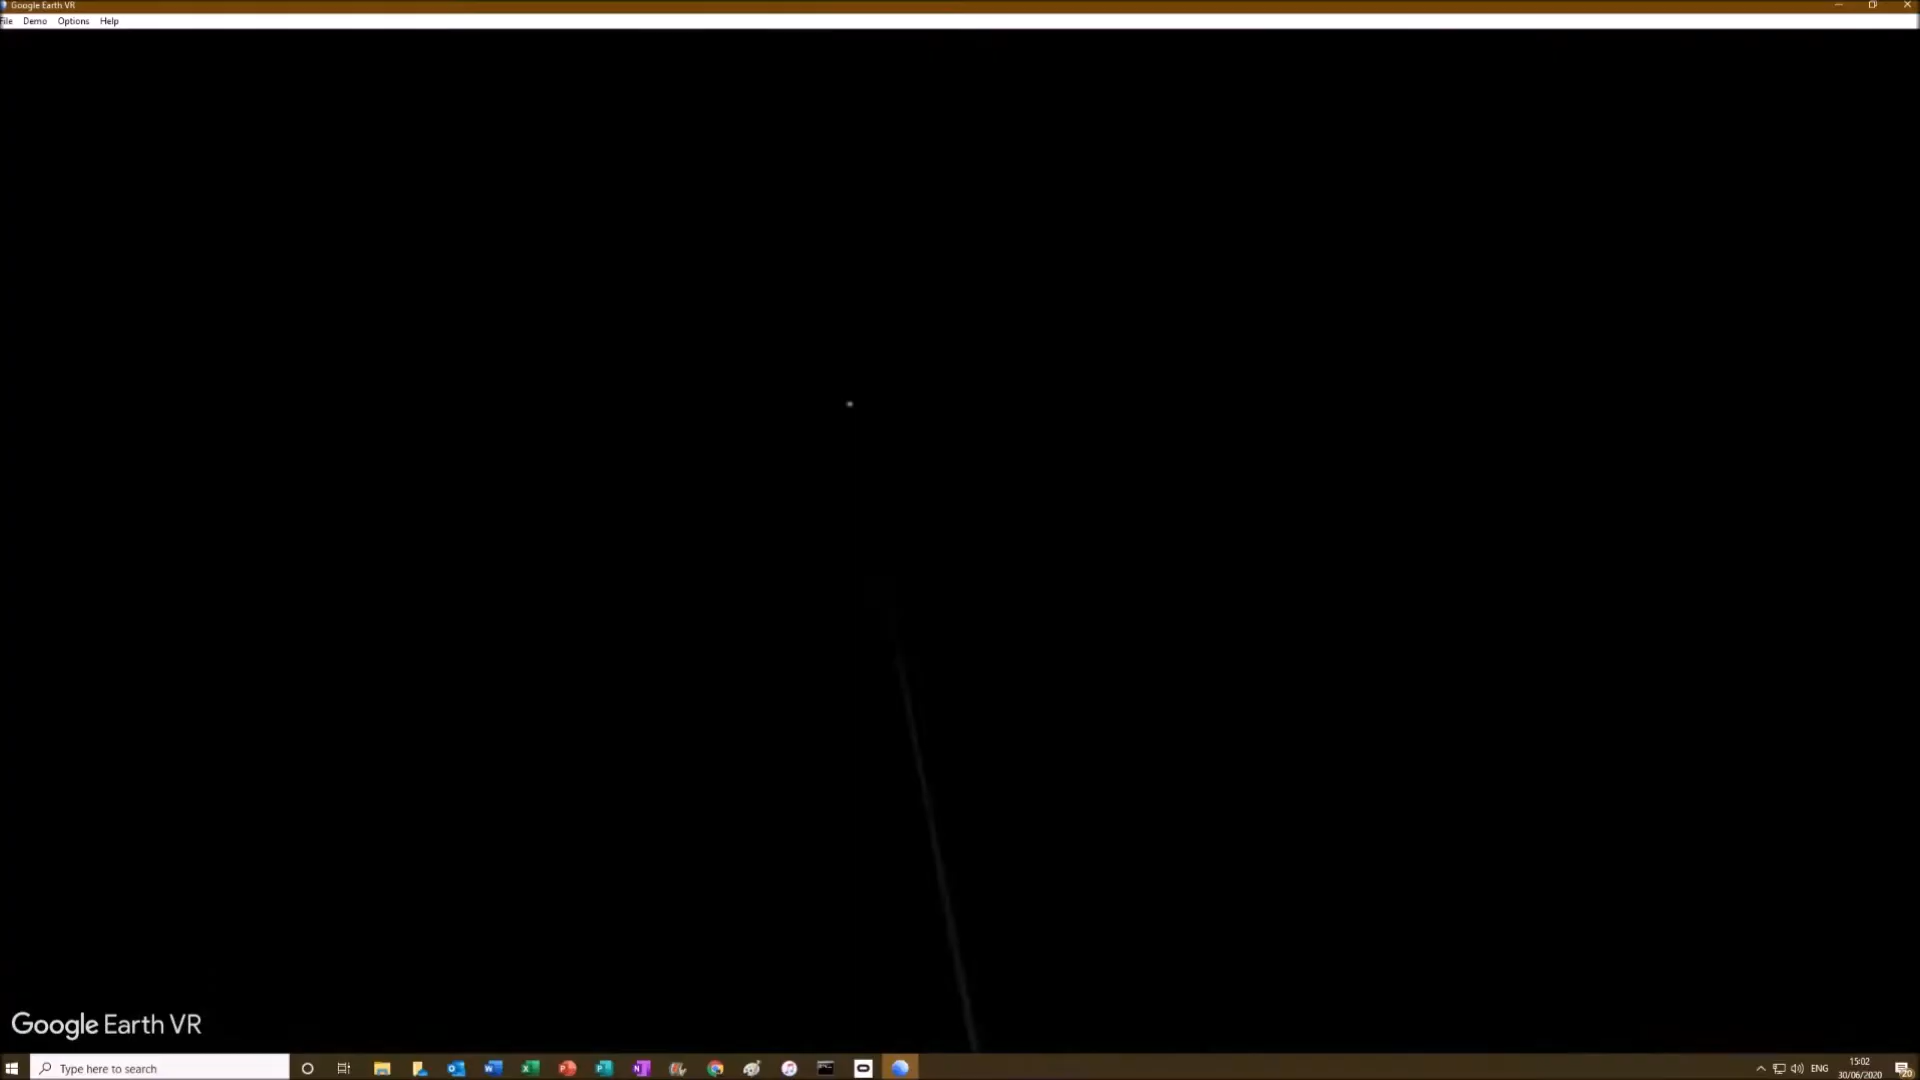 Google Earth VR
File Demo Options Help
Google Earth VR
Type here to search
ENG
15:02
30/06/2020
20